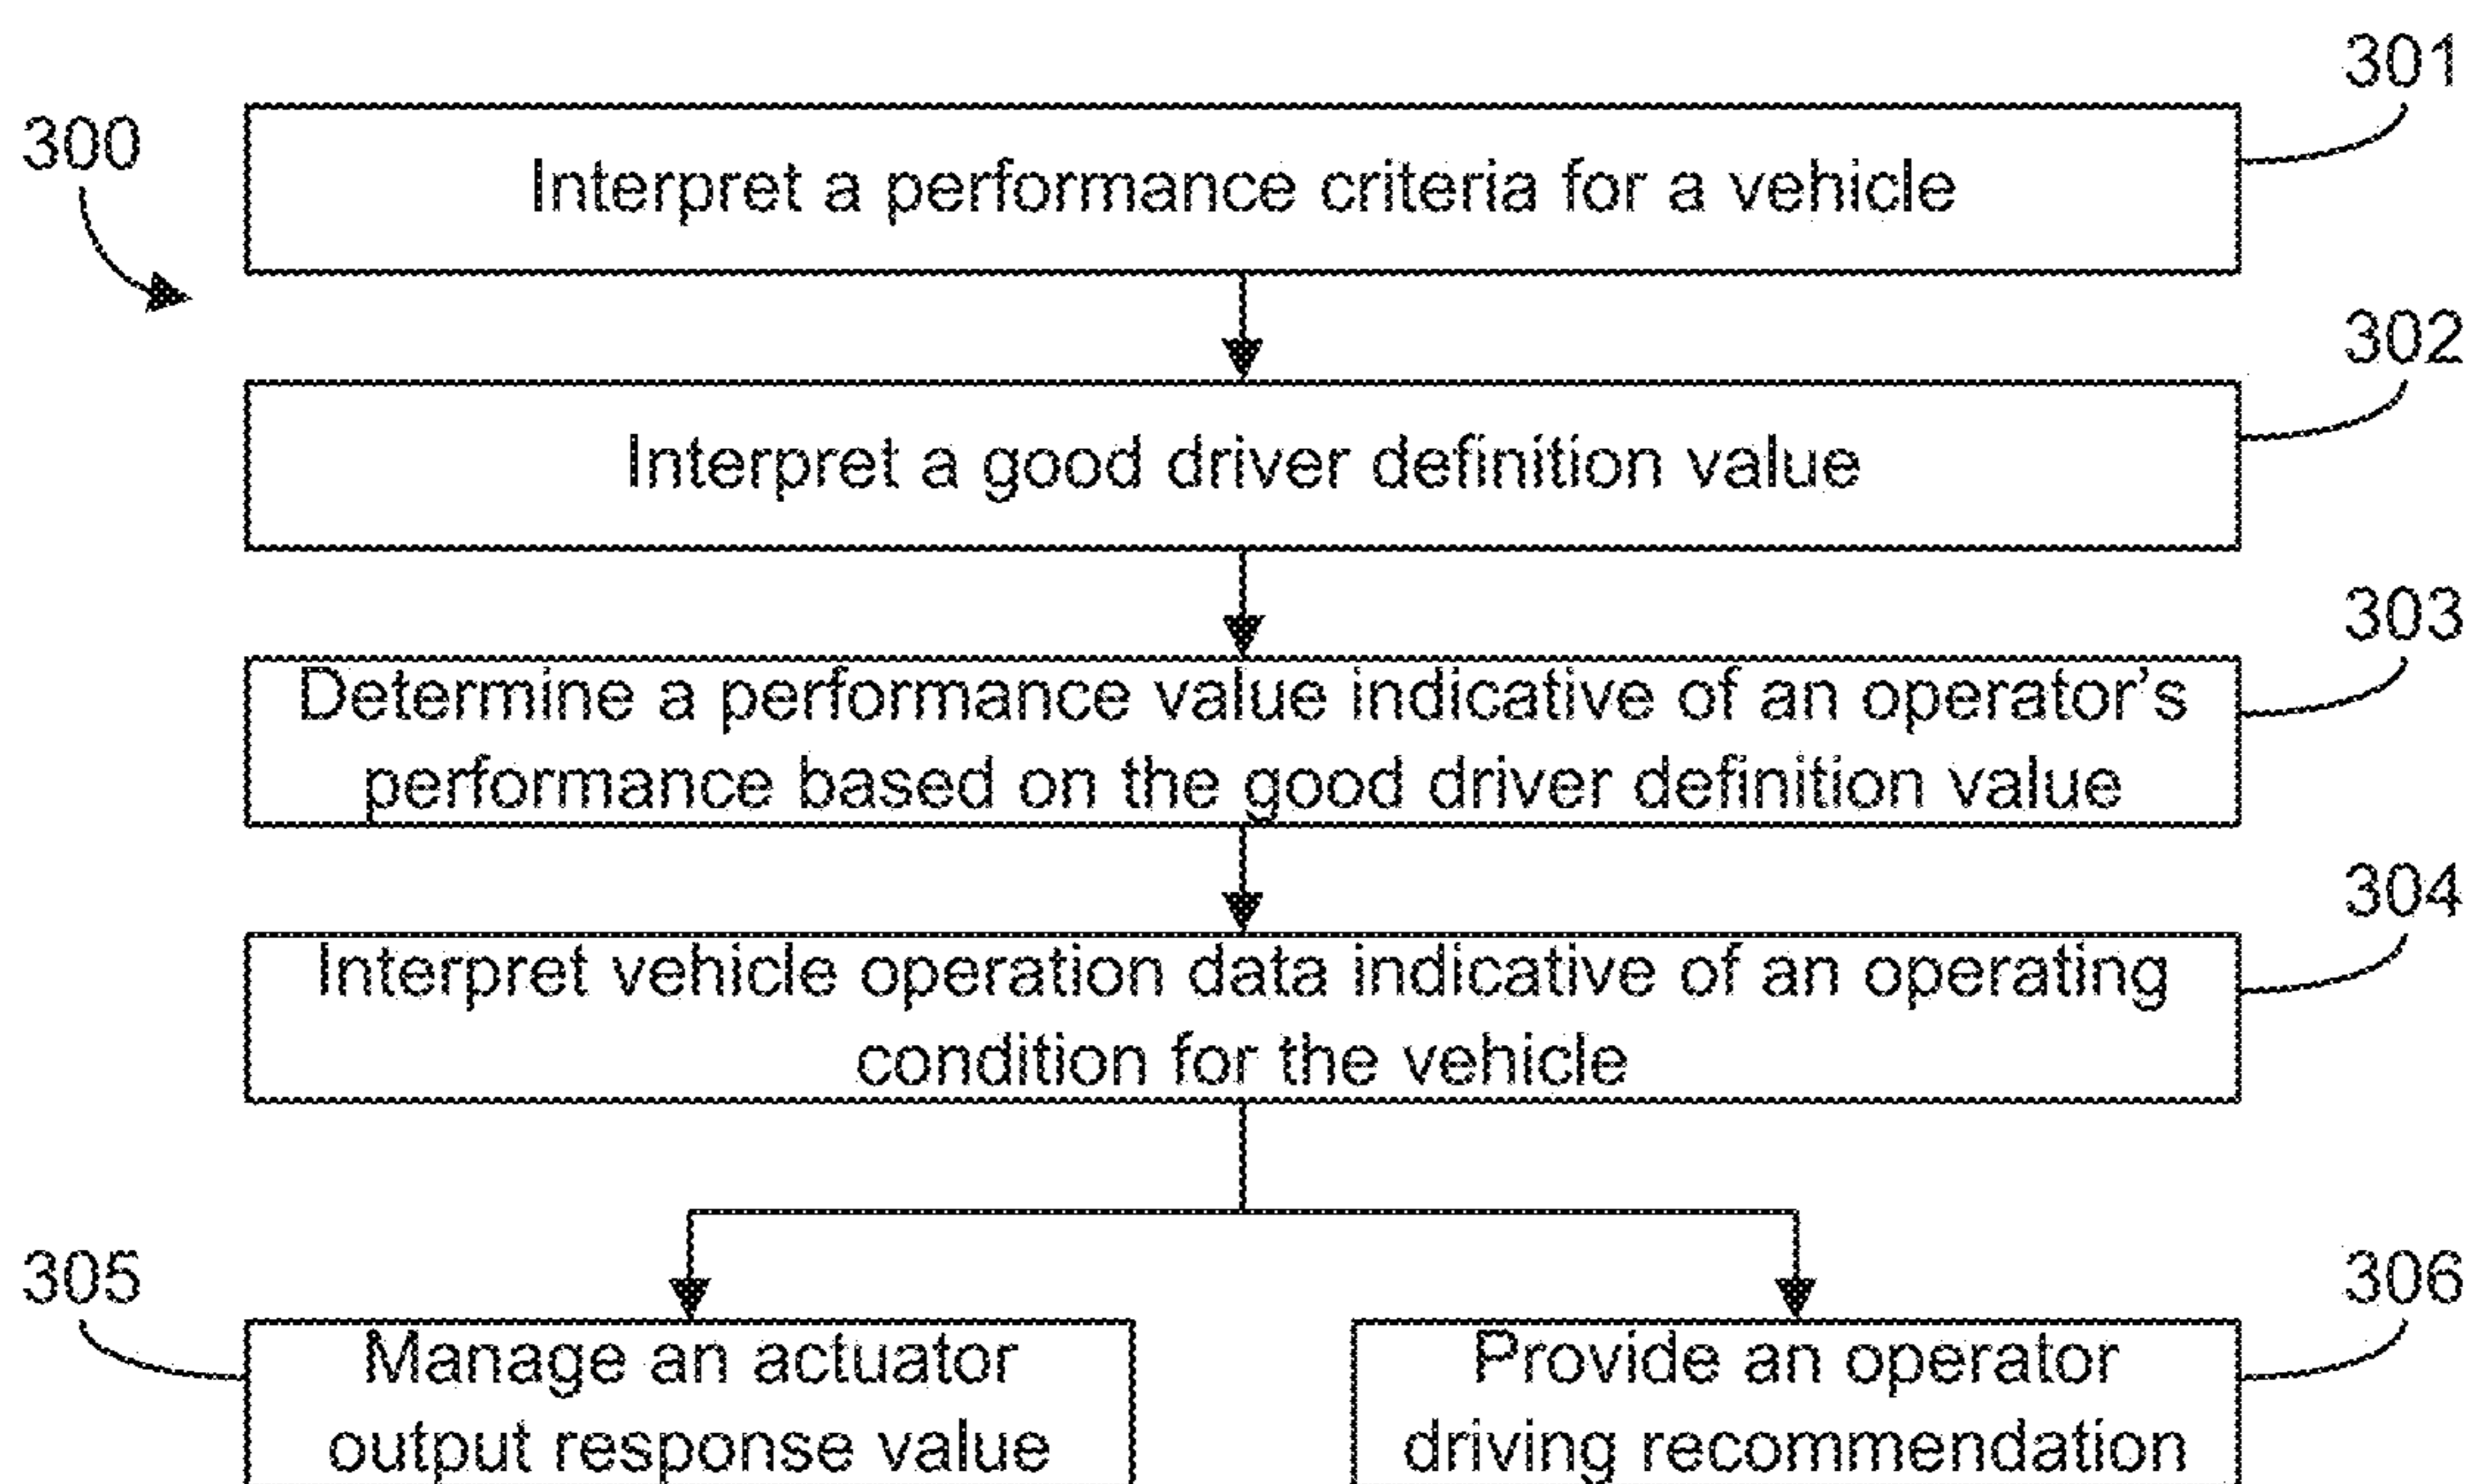 301
300
Interpret a performance criteria for a vehicle
302
Interpret a good driver definition value
303
Determine a performance value indicative of an operator’s
performance based on the good driver definition value
304
Interpret vehicle operation data indicative of an operating
condition for the vehicle
305
306
Manage an actuator
output response value
Provide an operator
driving recommendation